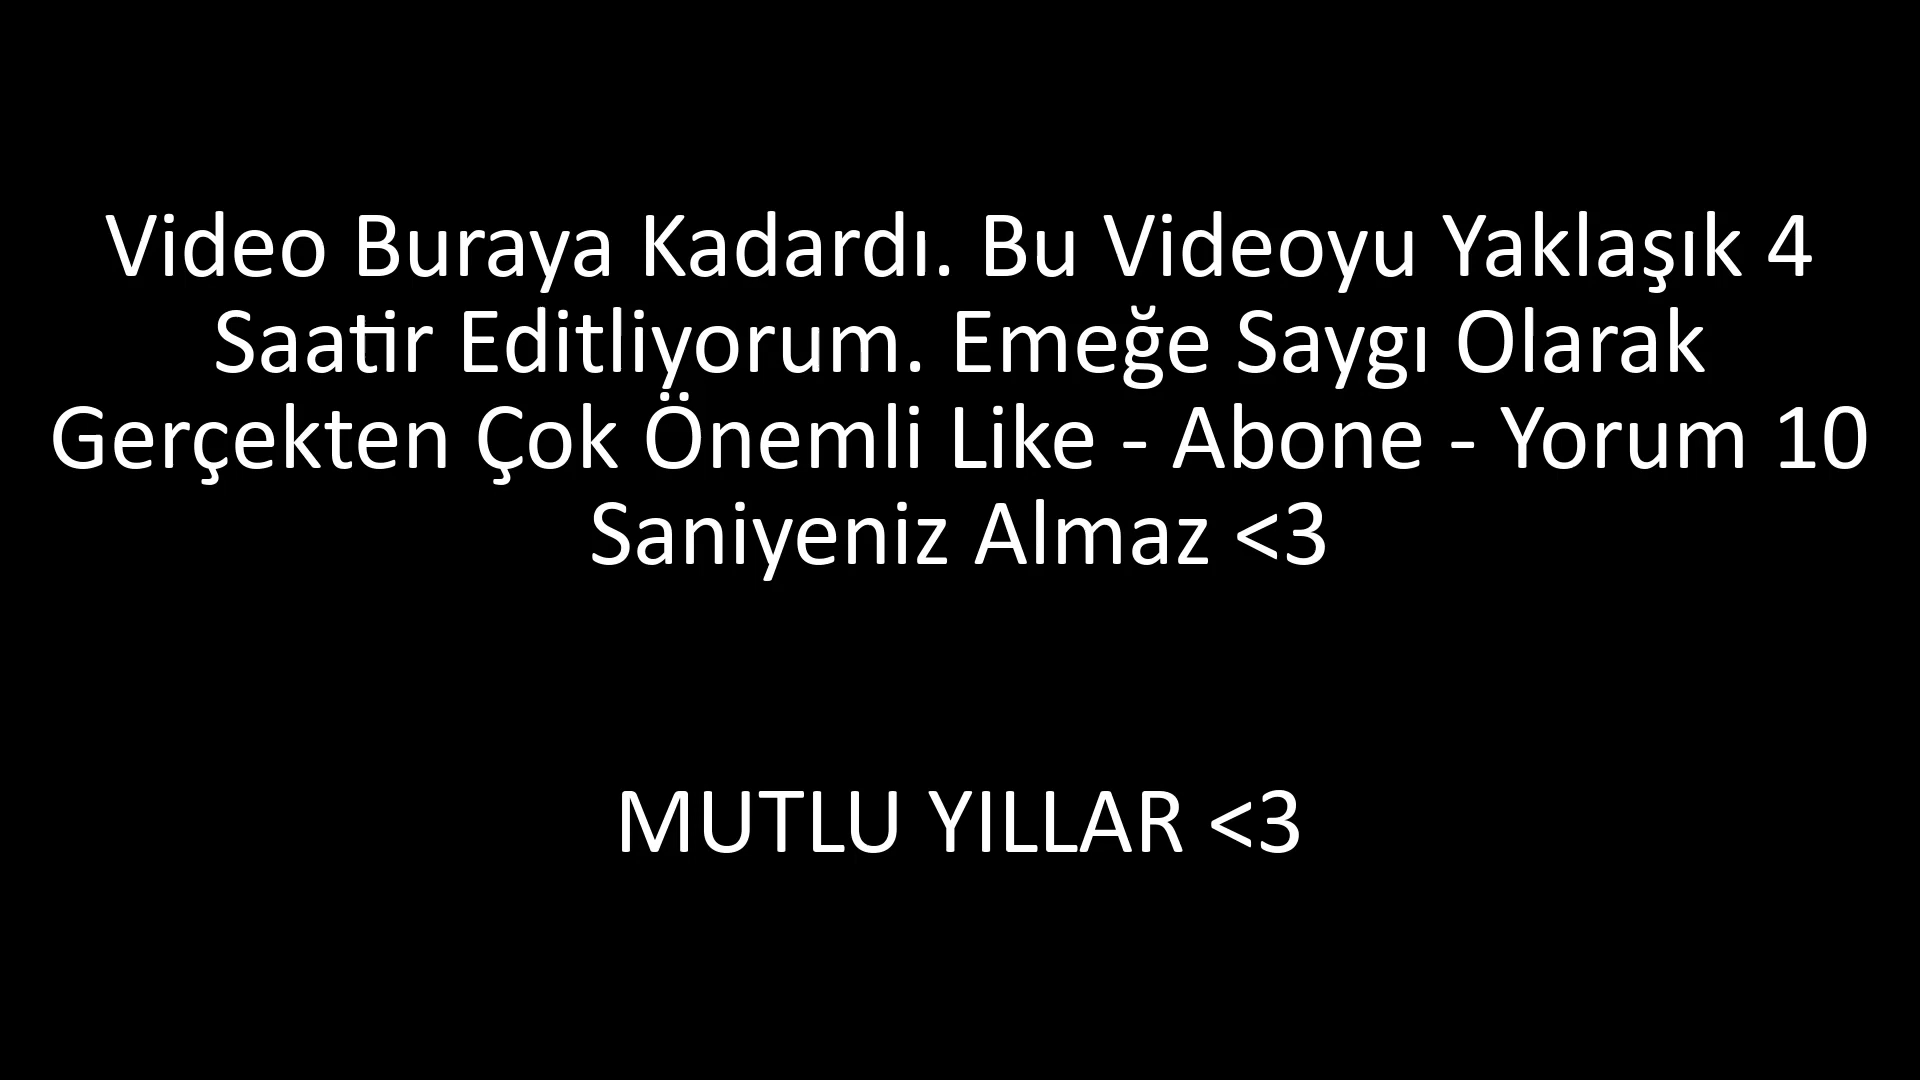 Video Buraya Kadardı. Bu Videoyu Yaklaşık 4
Saatir Editliyorum. Emeğe Saygı Olarak
Gerçekten Çok Önemli Like - Abone - Yorum 10
Saniyeniz Almaz <3
MUTLU YILLAR <3